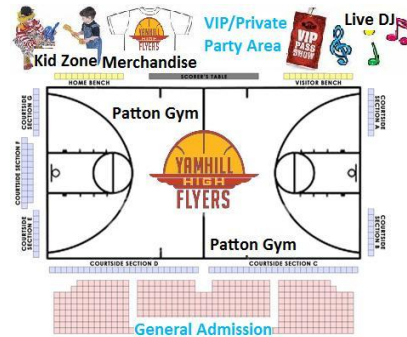 VIP/Private
Party Area
VIP
PASS
SHOW
Live DJ
Kid Zone
YAMHILL
HIGH
FLYERS
Merchandise
SCORER'S TABLE
HOME BENCH
VISITOR BENCH
Patton Gym
COURTSIDE
SECTION G
COURTSIDE
SECTION A
COURTSIDE SECTION F
YAMHILL
HIGH
FLYERS
COURTSIDE
SECTION E
COURTSIDE
SECTION B
Patton Gym
COURTSIDE SECTION D
COURTSIDE SECTION C
General Admission